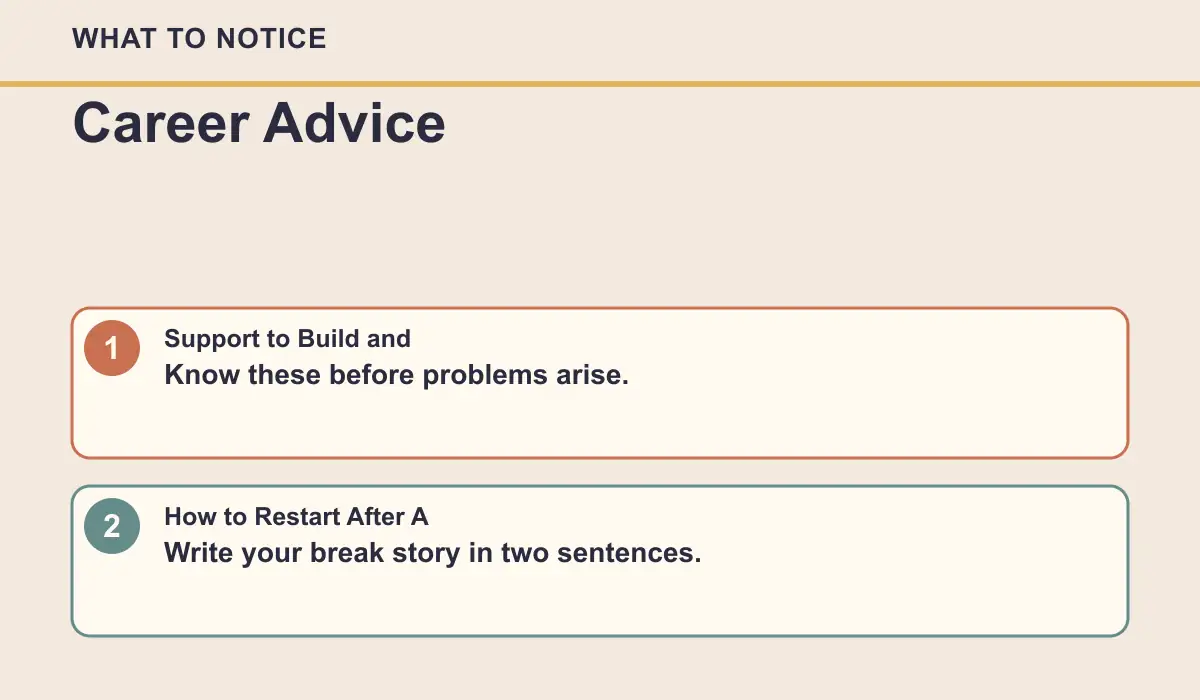 WHAT TO NOTICE
Career Advice
1
Support to Build and
Know these before problems arise.
2
How to Restart After A
Write your break story in two sentences.